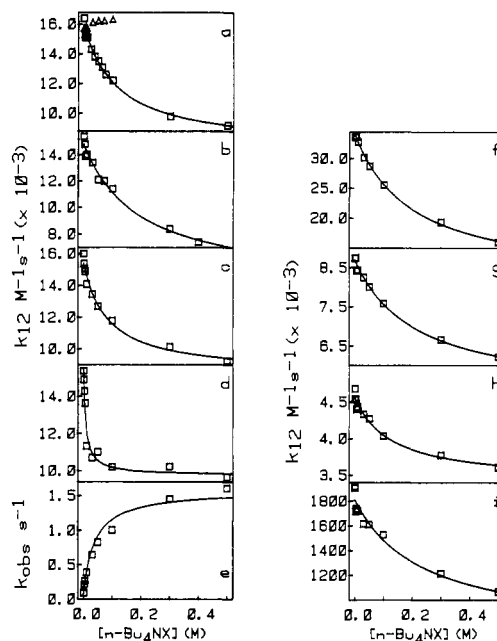 16.0
14.0
12.0
10.0
a
14.0
12.0
10.0
8.0
b
k12 M-1s-1 (x 10-3)
16.0
14.0
12.0
10.0
c
14.0
12.0
10.0
d
1.5
1.0
0.5
0.0
e
kobs s-1
0.0 0.2 0.4
[n-Bu4NX] (M)
30.0
25.0
20.0
f
8.5
7.5
6.5
g
k12 M-1s-1 (x 10-3)
4.5
4.0
3.5
h
1800
1600
1400
1200
i
0.0 0.2 0.4
[n-Bu4NX] (M)